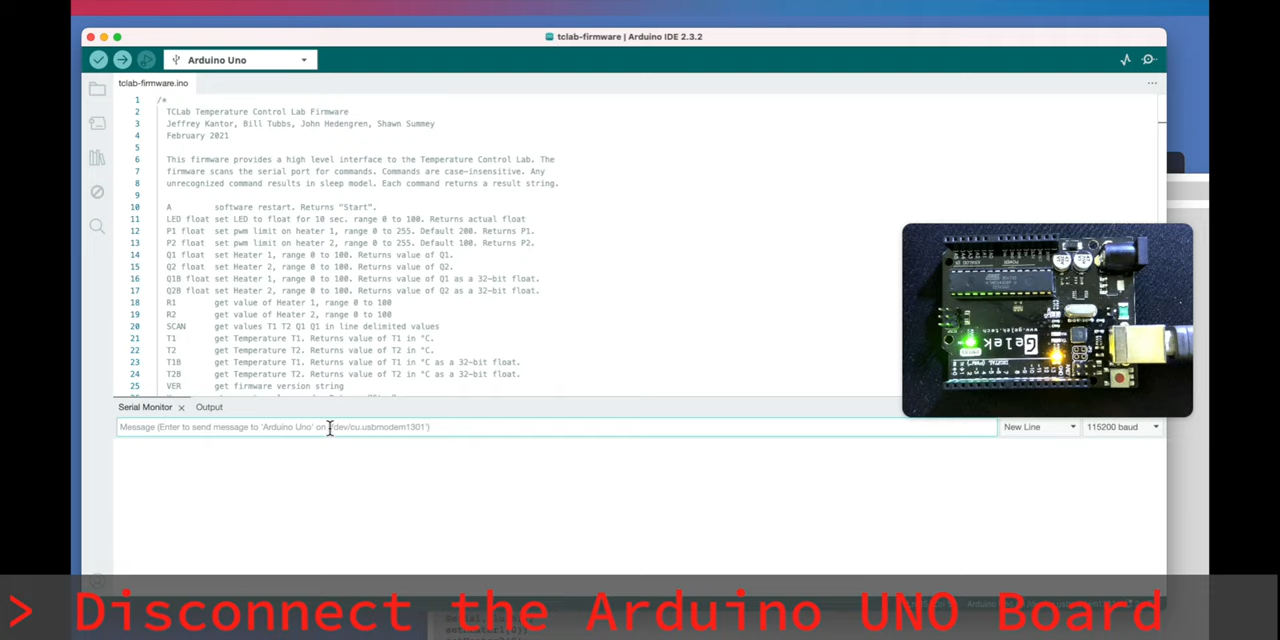 tclab-firmware | Arduino IDE 2.3.2
Arduino Uno
tclab-firmware.ino
1 /*
2 TCLab Temperature Control Lab Firmware
3 Jeffrey Kantor, Bill Tubbs, John Hedengren, Shawn Summey
4 February 2021
5
6 This firmware provides a high level interface to the Temperature Control Lab. The
7 firmware scans the serial port for commands. Commands are case-insensitive. Any
8 unrecognized command results in sleep model. Each command returns a result string.
9
10 A software restart. Returns "Start".
11 LED float set LED to float for 10 sec. range 0 to 100. Returns actual float
12 P1 float set pwm limit on heater 1, range 0 to 255. Default 200. Returns P1.
13 P2 float set pwm limit on heater 2, range 0 to 255. Default 100. Returns P2.
14 Q1 float set Heater 1, range 0 to 100. Returns value of Q1.
15 Q2 float set Heater 2, range 0 to 100. Returns value of Q2.
16 Q1B float set Heater 1, range 0 to 100. Returns value of Q1 as a 32-bit float.
17 Q2B float set Heater 2, range 0 to 100. Returns value of Q2 as a 32-bit float.
18 R1 get value of Heater 1, range 0 to 100
19 R2 get value of Heater 2, range 0 to 100
20 SCAN get values T1 T2 Q1 Q1 in line delimited values
21 T1 get Temperature T1. Returns value of T1 in °C.
22 T2 get Temperature T2. Returns value of T2 in °C.
23 T1B get Temperature T1. Returns value of T1 in °C as a 32-bit float.
24 T2B get Temperature T2. Returns value of T2 in °C as a 32-bit float.
25 VER get firmware version string
Gelek
www.gelek.tech
POWER
DIGITAL
Serial Monitor Output
Message (Enter to send message to 'Arduino Uno' on '/dev/cu.usbmodem1301')
New Line 115200 baud
> Disconnect the Arduino UNO Board